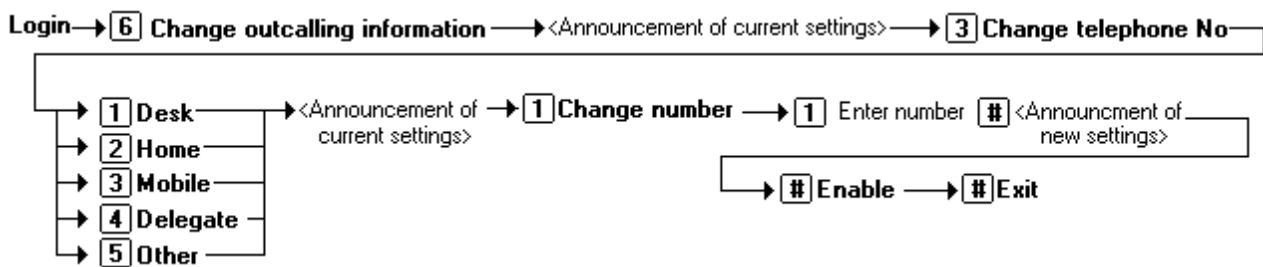 Login 6 Change outcalling information <Announcement of current settings> 3 Change telephone No
1 Desk <Announcement of current settings> 1 Change number 1 Enter number # <Announcment of new settings>
2 Home
3 Mobile
4 Delegate
5 Other
# Enable # Exit